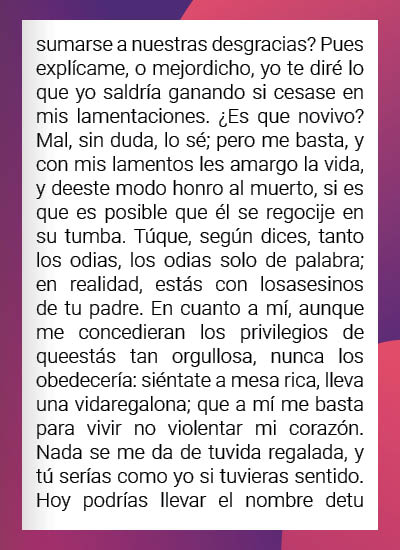 sumarse a nuestras desgracias? Pues
explícame, o mejordicho, yo te diré lo
que yo saldría ganando si cesase en
mis lamentaciones. ¿Es que novivo?
Mal, sin duda, lo sé; pero me basta, y
con mis lamentos les amargo la vida,
y deeste modo honro al muerto, si es
que es posible que él se regocije en
su tumba. Túque, según dices, tanto
los odias, los odias solo de palabra;
en realidad, estás con losasesinos
de tu padre. En cuanto a mí, aunque
me concedieran los privilegios de
queestás tan orgullosa, nunca los
obedecería: siéntate a mesa rica, lleva
una vidaregalona; que a mí me basta
para vivir no violentar mi corazón.
Nada se me da de tuvida regalada, y
tú serías como yo si tuvieras sentido.
Hoy podrías llevar el nombre detu